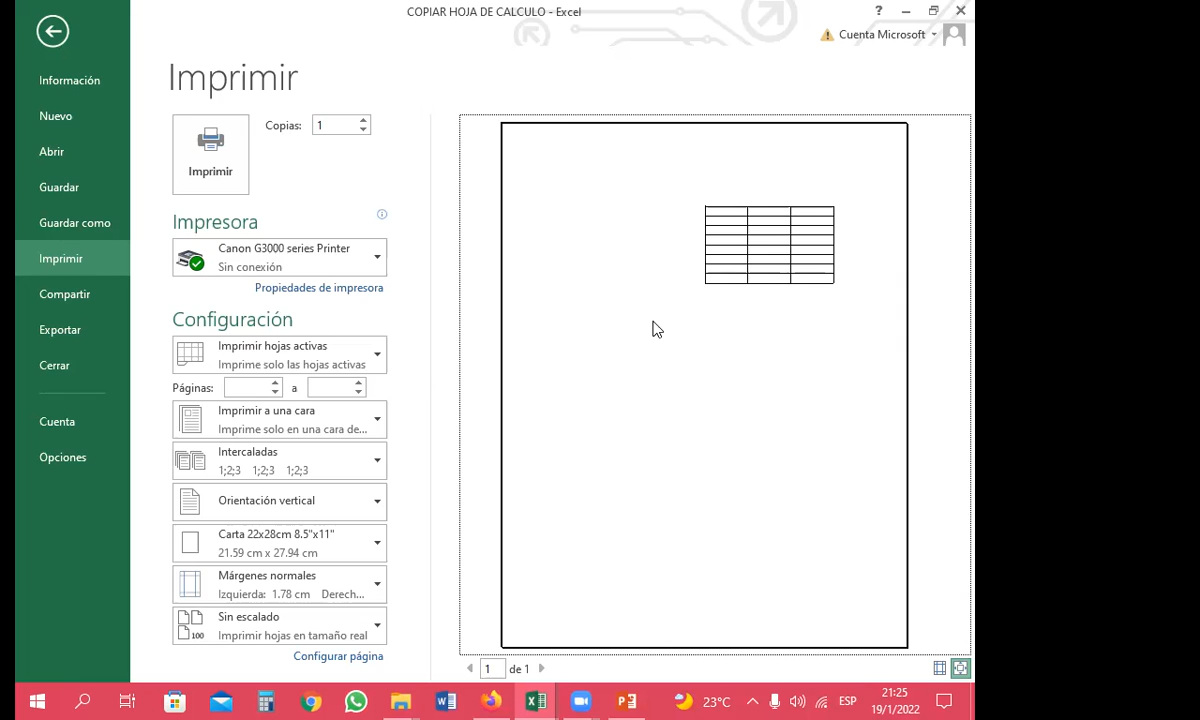 COPIAR HOJA DE CALCULO - Excel
?
Cuenta Microsoft
Información
Nuevo
Abrir
Guardar
Guardar como
Imprimir
Compartir
Exportar
Cerrar
Cuenta
Opciones
Imprimir
Imprimir
Copias: 1
Impresora
Canon G3000 series Printer
Sin conexión
Propiedades de impresora
Configuración
Imprimir hojas activas
Imprime solo las hojas activas
Páginas: a
Imprimir a una cara
Imprime solo en una cara de...
Intercaladas
1;2;3 1;2;3 1;2;3
Orientación vertical
Carta 22x28cm 8.5"x11"
21.59 cm x 27.94 cm
Márgenes normales
Izquierda: 1.78 cm Derech...
Sin escalado
Imprimir hojas en tamaño real
100
Configurar página
1 de 1
23°C
ESP
21:25
19/1/2022